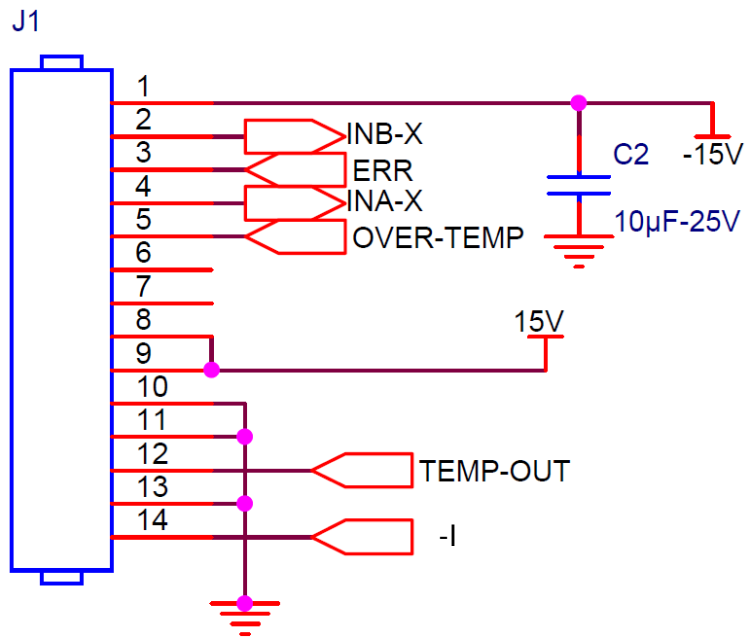 J1
1
2 INB-X
3 ERR
4 INA-X
5 OVER-TEMP
6
7
8
9
10
11
12 TEMP-OUT
13
14 -I
C2
10µF-25V
-15V
15V